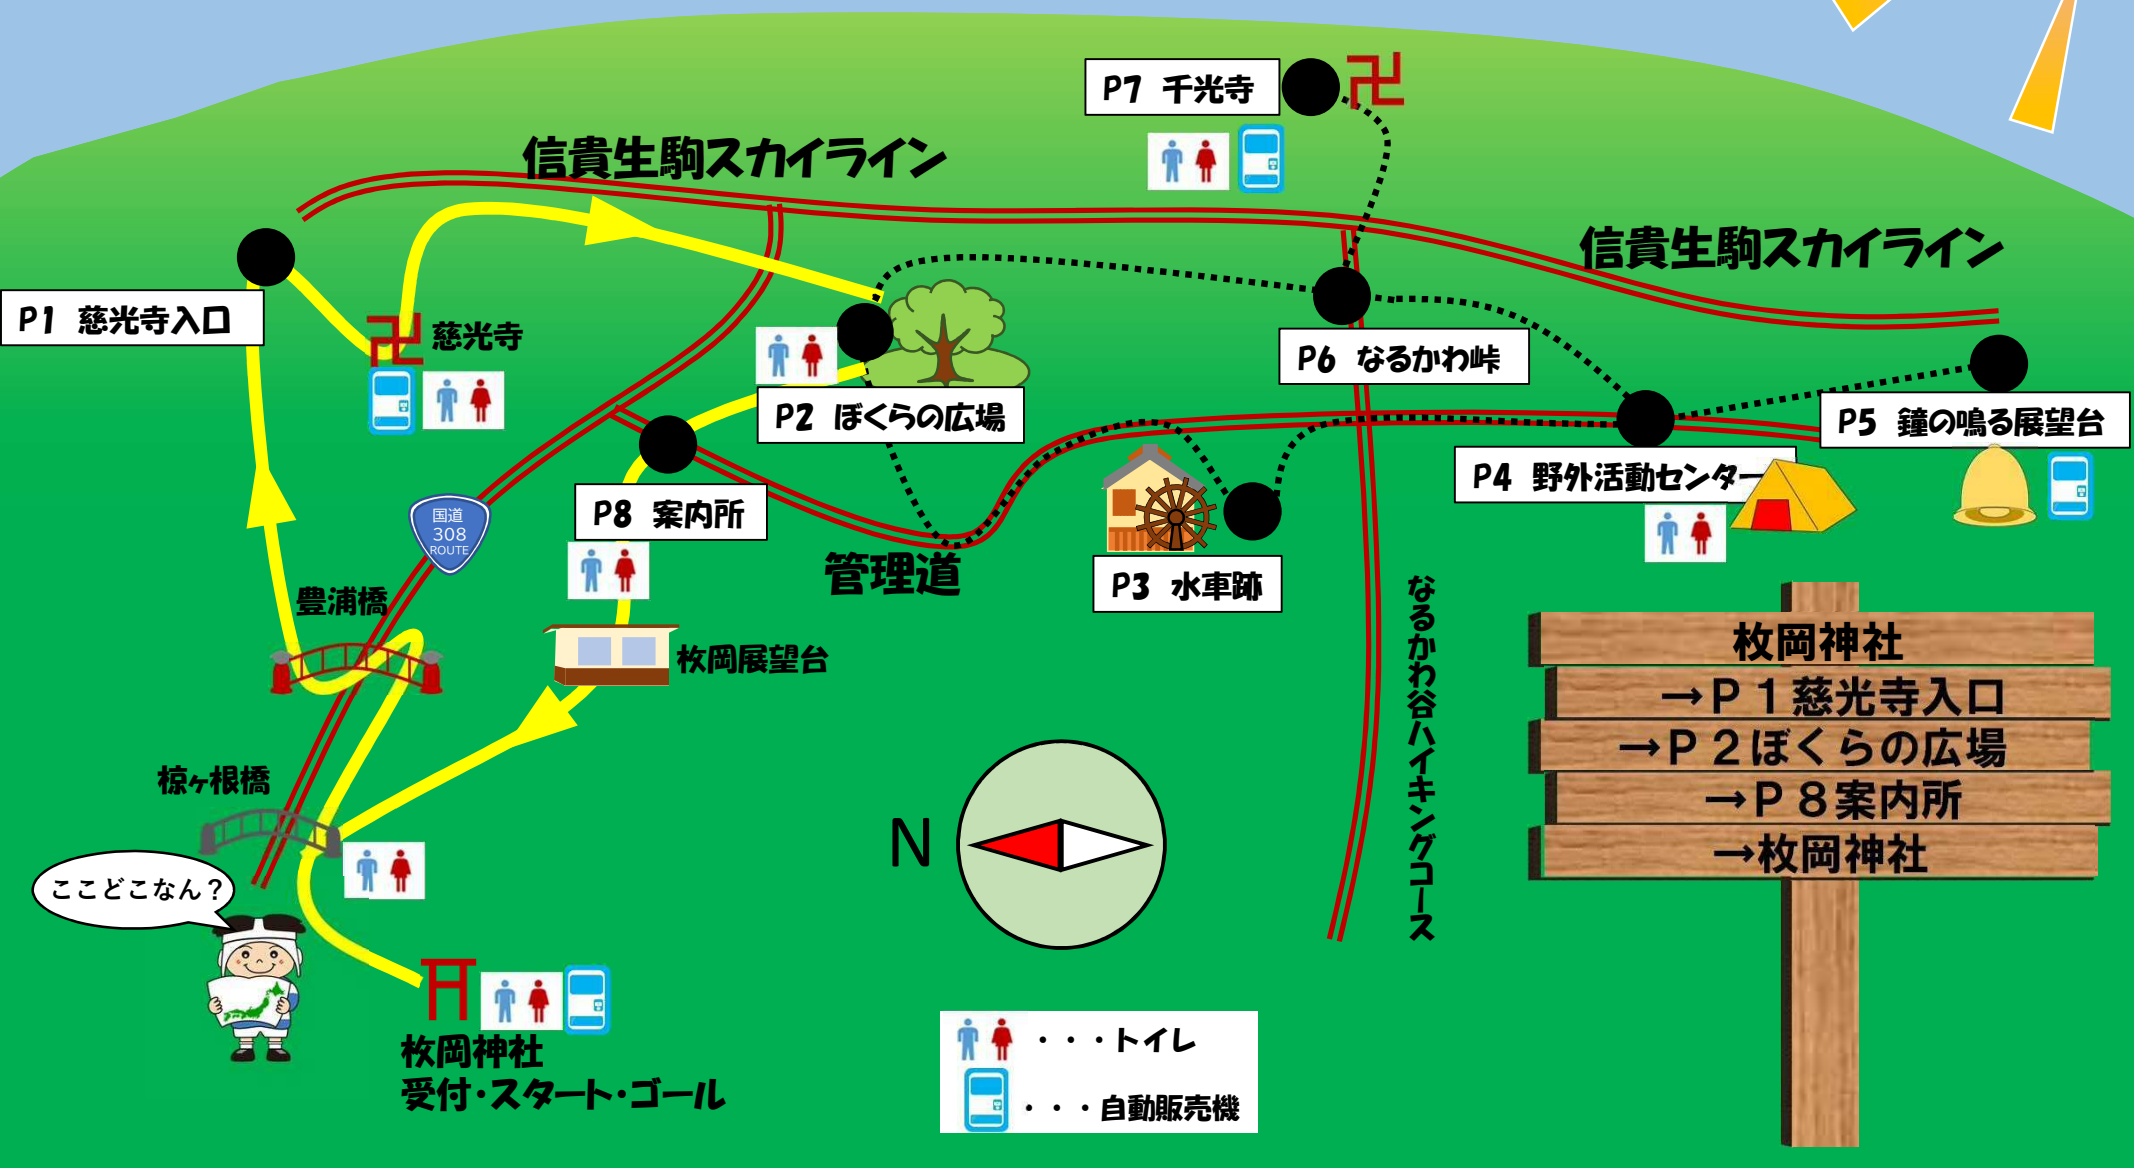 P7 千光寺
信貴生駒スカイライン
信貴生駒スカイライン
P1 慈光寺入口
慈光寺
P6 なるかわ峠
P2 ぼくらの広場
P5 鐘の鳴る展望台
P4 野外活動センター
P8 案内所
国道
308
ROUTE
管理道
P3 水車跡
豊浦橋
枚岡展望台
なるかわ谷ハイキングコース
椋ヶ根橋
N
ここどこなん？
枚岡神社
→P1慈光寺入口
→P2ぼくらの広場
→P8案内所
→枚岡神社
枚岡神社
受付・スタート・ゴール
・・・トイレ
・・・自動販売機